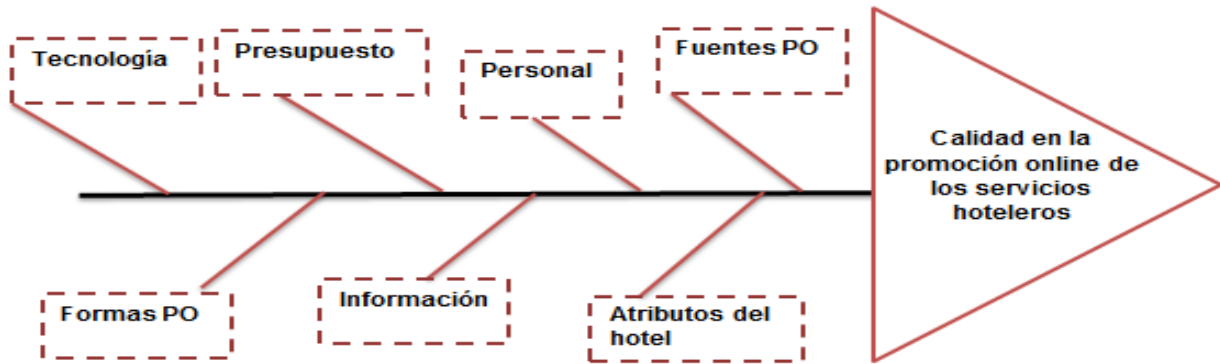 Tecnología
Presupuesto
Personal
Fuentes PO
Calidad en la
promoción online de
los servicios
hoteleros
Formas PO
Información
Atributos del
hotel